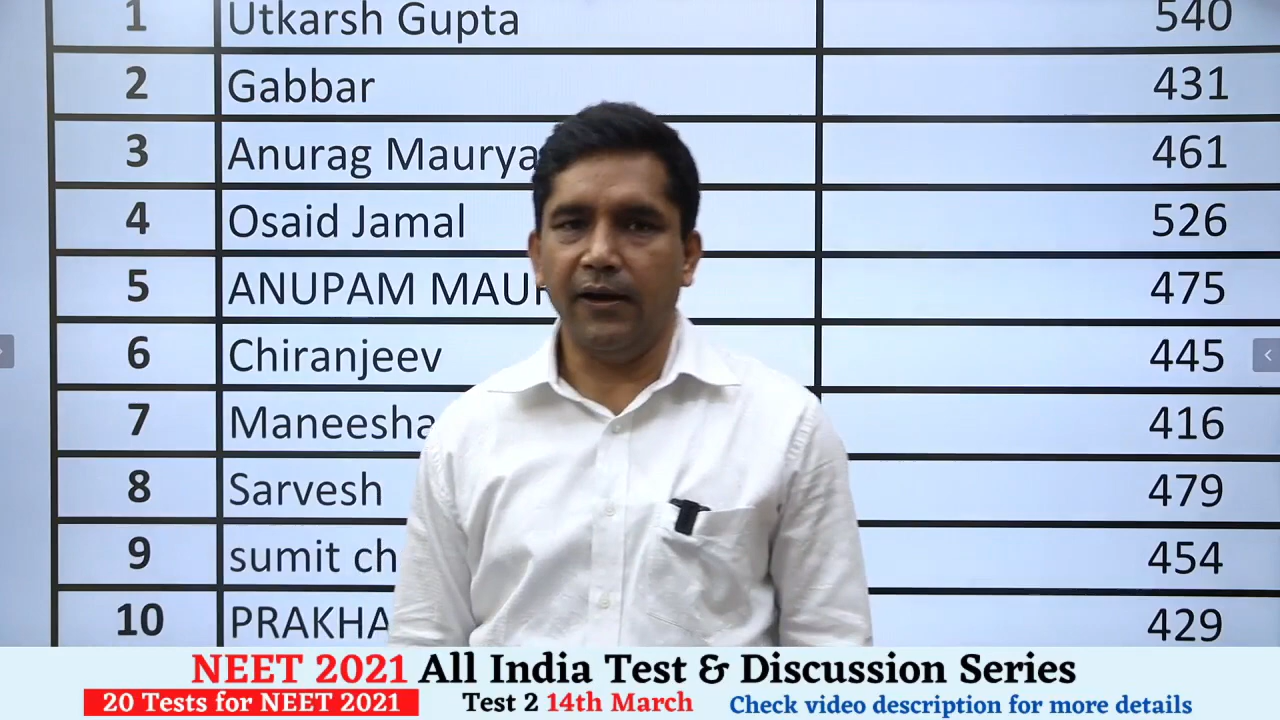 1 Utkarsh Gupta 540
2 Gabbar 431
3 Anurag Maurya 461
4 Osaid Jamal 526
5 ANUPAM 475
6 Chiranjeev 445
7 Maneesha 416
8 Sarvesh 479
9 sumit ch 454
10 PRAKHA 429
NEET 2021 All India Test & Discussion Series
20 Tests for NEET 2021 Test 2 14th March Check video description for more details